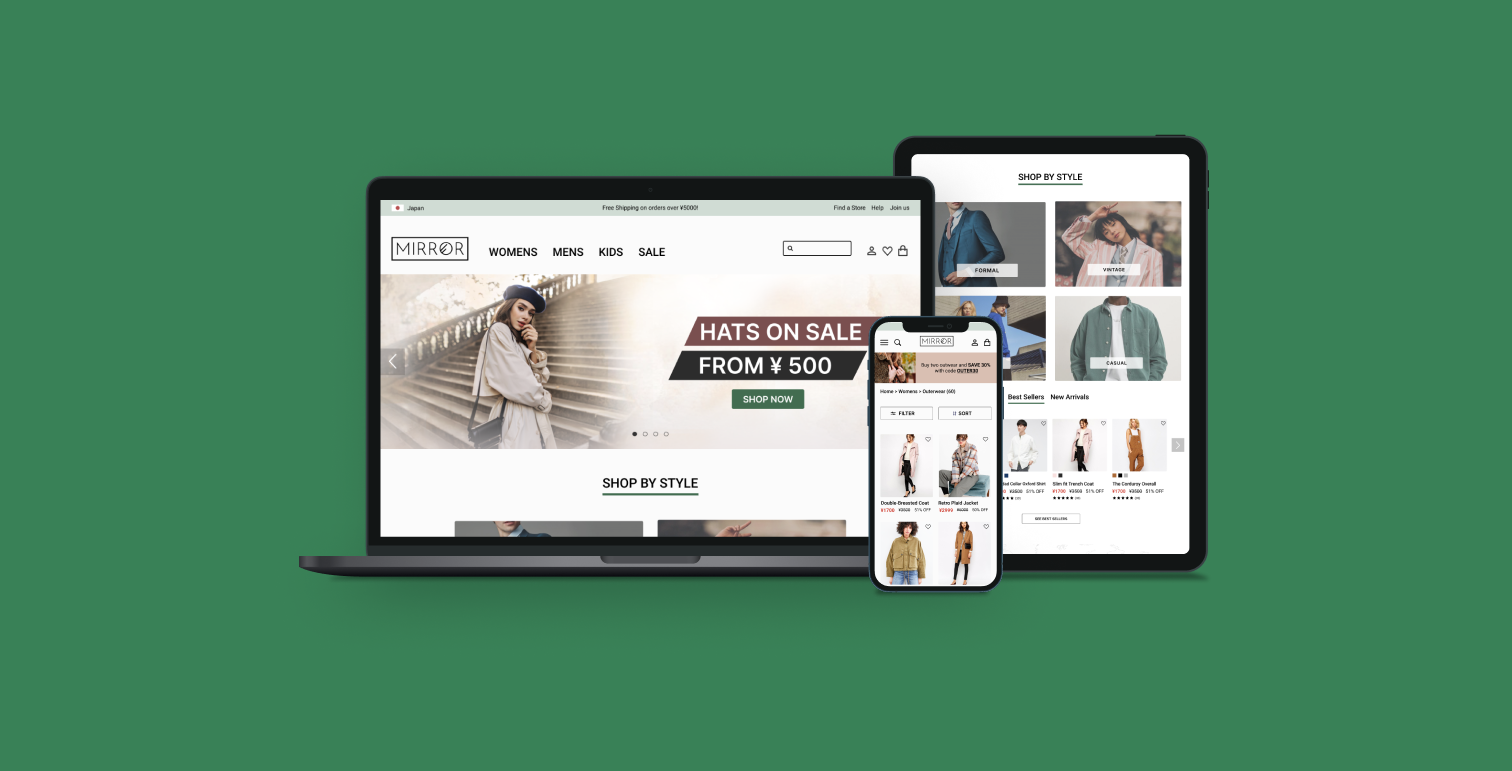 Japan
Free Shipping on orders over ¥5000!
Find a Store Help Join us
MIRROR
WOMENS MENS KIDS SALE
HATS ON SALE
FROM ¥ 500
SHOP NOW
SHOP BY STYLE
MIRROR
Buy two outwear and SAVE 30%
with code OUTER30
Home > Womens > Outerwear (60)
FILTER
SORT
Double-Breasted Coat
¥1700 ¥3500 51% OFF
Retro Plaid Jacket
¥2999 50% OFF
SHOP BY STYLE
FORMAL
VINTAGE
CASUAL
Best Sellers New Arrivals
Collar Oxford Shirt
¥3500 51% OFF
Slim fit Trench Coat
¥1700 ¥3500 51% OFF
The Corduroy Overall
¥1700 ¥3500 51% OFF
SEE BEST SELLERS